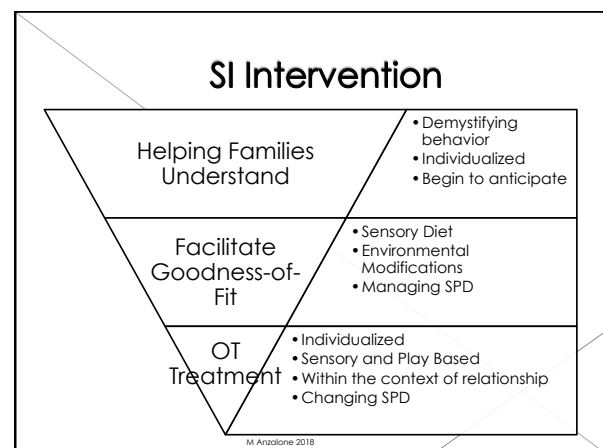 SI Intervention
Helping Families
Understand
• Demystifying
behavior
• Individualized
• Begin to anticipate
Facilitate
Goodness-of-
Fit
• Sensory Diet
• Environmental
Modifications
• Managing SPD
OT
Treatment
• Individualized
• Sensory and Play Based
• Within the context of relationship
• Changing SPD
M Anzalone 2018